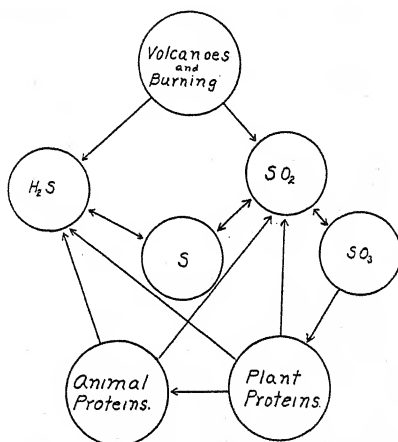 Volcanoes
and
Burning
H₂S
SO₂
S
SO₃
Animal
Proteins.
Plant
Proteins.